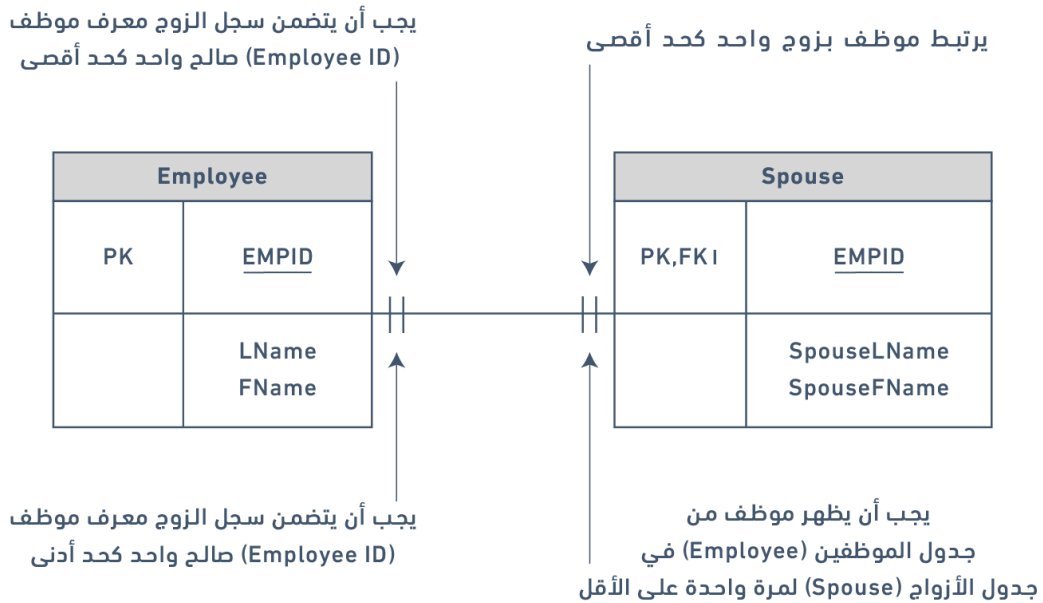 يجب أن يتضمن سجل الزوج معرف موظف
(Employee ID) صالح واحد كحد أقصى
يرتبط موظف بزوج واحد كحد أقصى
Employee
PK
EMPID
LName
FName
Spouse
PK,FK1
EMPID
SpouseLName
SpouseFName
يجب أن يتضمن سجل الزوج معرف موظف
(Employee ID) صالح واحد كحد أدنى
يجب أن يظهر موظف من
جدول الموظفين (Employee) في
جدول الأزواج (Spouse) لمرة واحدة على الأقل